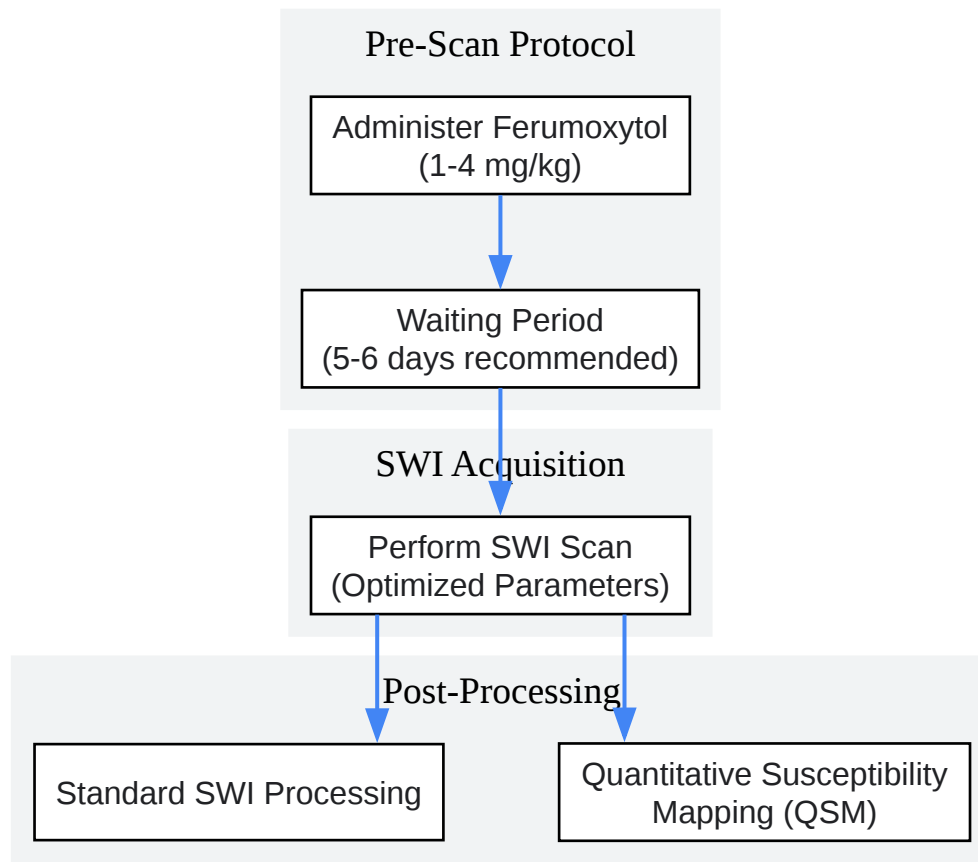 Pre-Scan Protocol
Administer Ferumoxytol
(1-4 mg/kg)
Waiting Period
(5-6 days recommended)
SWI Acquisition
Perform SWI Scan
(Optimized Parameters)
Post-Processing
Standard SWI Processing
Quantitative Susceptibility
Mapping (QSM)